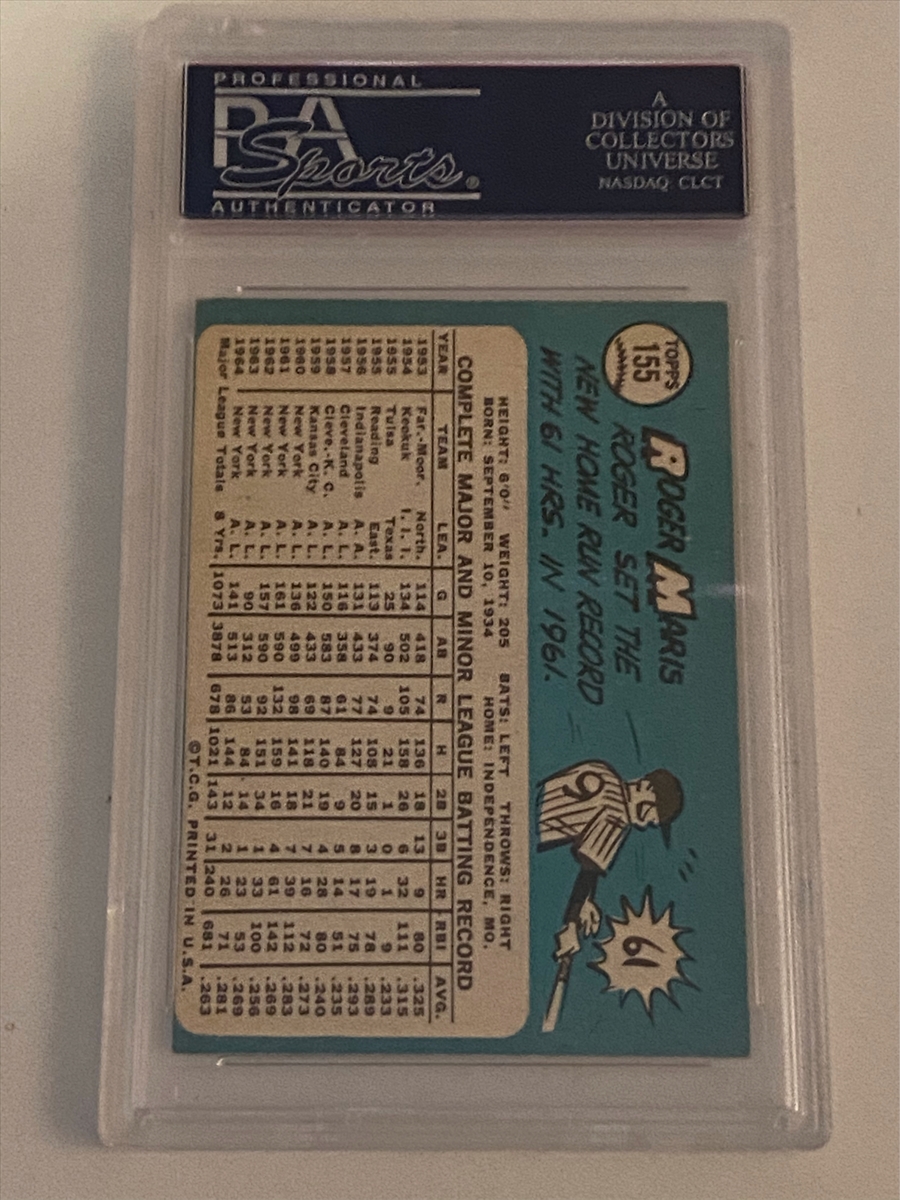 PROFESSIONAL
PSA
Sports®
AUTHENTICATOR
A
DIVISION OF
COLLECTORS
UNIVERSE
NASDAQ CLCT
TOPPS
155
ROGER MARIS
ROGER SET THE
NEW HOME RUN RECORD
WITH 61 HRS. IN 1961.
9
61
HEIGHT: 6'0" WEIGHT: 205 BATS: LEFT THROWS: RIGHT
BORN: SEPTEMBER 10, 1934 HOME: INDEPENDENCE, MO.
COMPLETE MAJOR AND MINOR LEAGUE BATTING RECORD
YEAR TEAM LEA. G AB R H 2B 3B HR RBI AVG.
1953 Far.-Moor. North. 114 418 74 136 18 13 9 80 .325
1954 Keokuk I. I. I. 134 502 105 158 26 6 32 111 .315
1955 Tulsa Texas 25 90 9 21 1 0 1 9 .233
1955 Reading East. 113 374 74 108 15 3 19 78 .289
1956 Indianapolis A. A. 131 433 77 127 20 8 17 75 .293
1957 Cleveland A. L. 116 358 61 84 9 5 14 51 .235
1958 Cleve.-K. C. A. L. 150 583 87 140 19 4 28 80 .240
1959 Kansas City A. L. 122 433 69 118 21 7 16 72 .273
1960 New York A. L. 136 499 98 141 18 7 39 112 .283
1961 New York A. L. 161 590 132 159 16 4 61 142 .269
1962 New York A. L. 157 590 92 151 34 1 33 100 .256
1963 New York A. L. 90 312 53 84 14 1 23 53 .269
1964 New York A. L. 141 513 86 144 12 2 26 71 .281
Major League Totals 8 Yrs. 1073 3878 678 1021 143 31 240 681 .263
©T.C.G. PRINTED IN U.S.A.